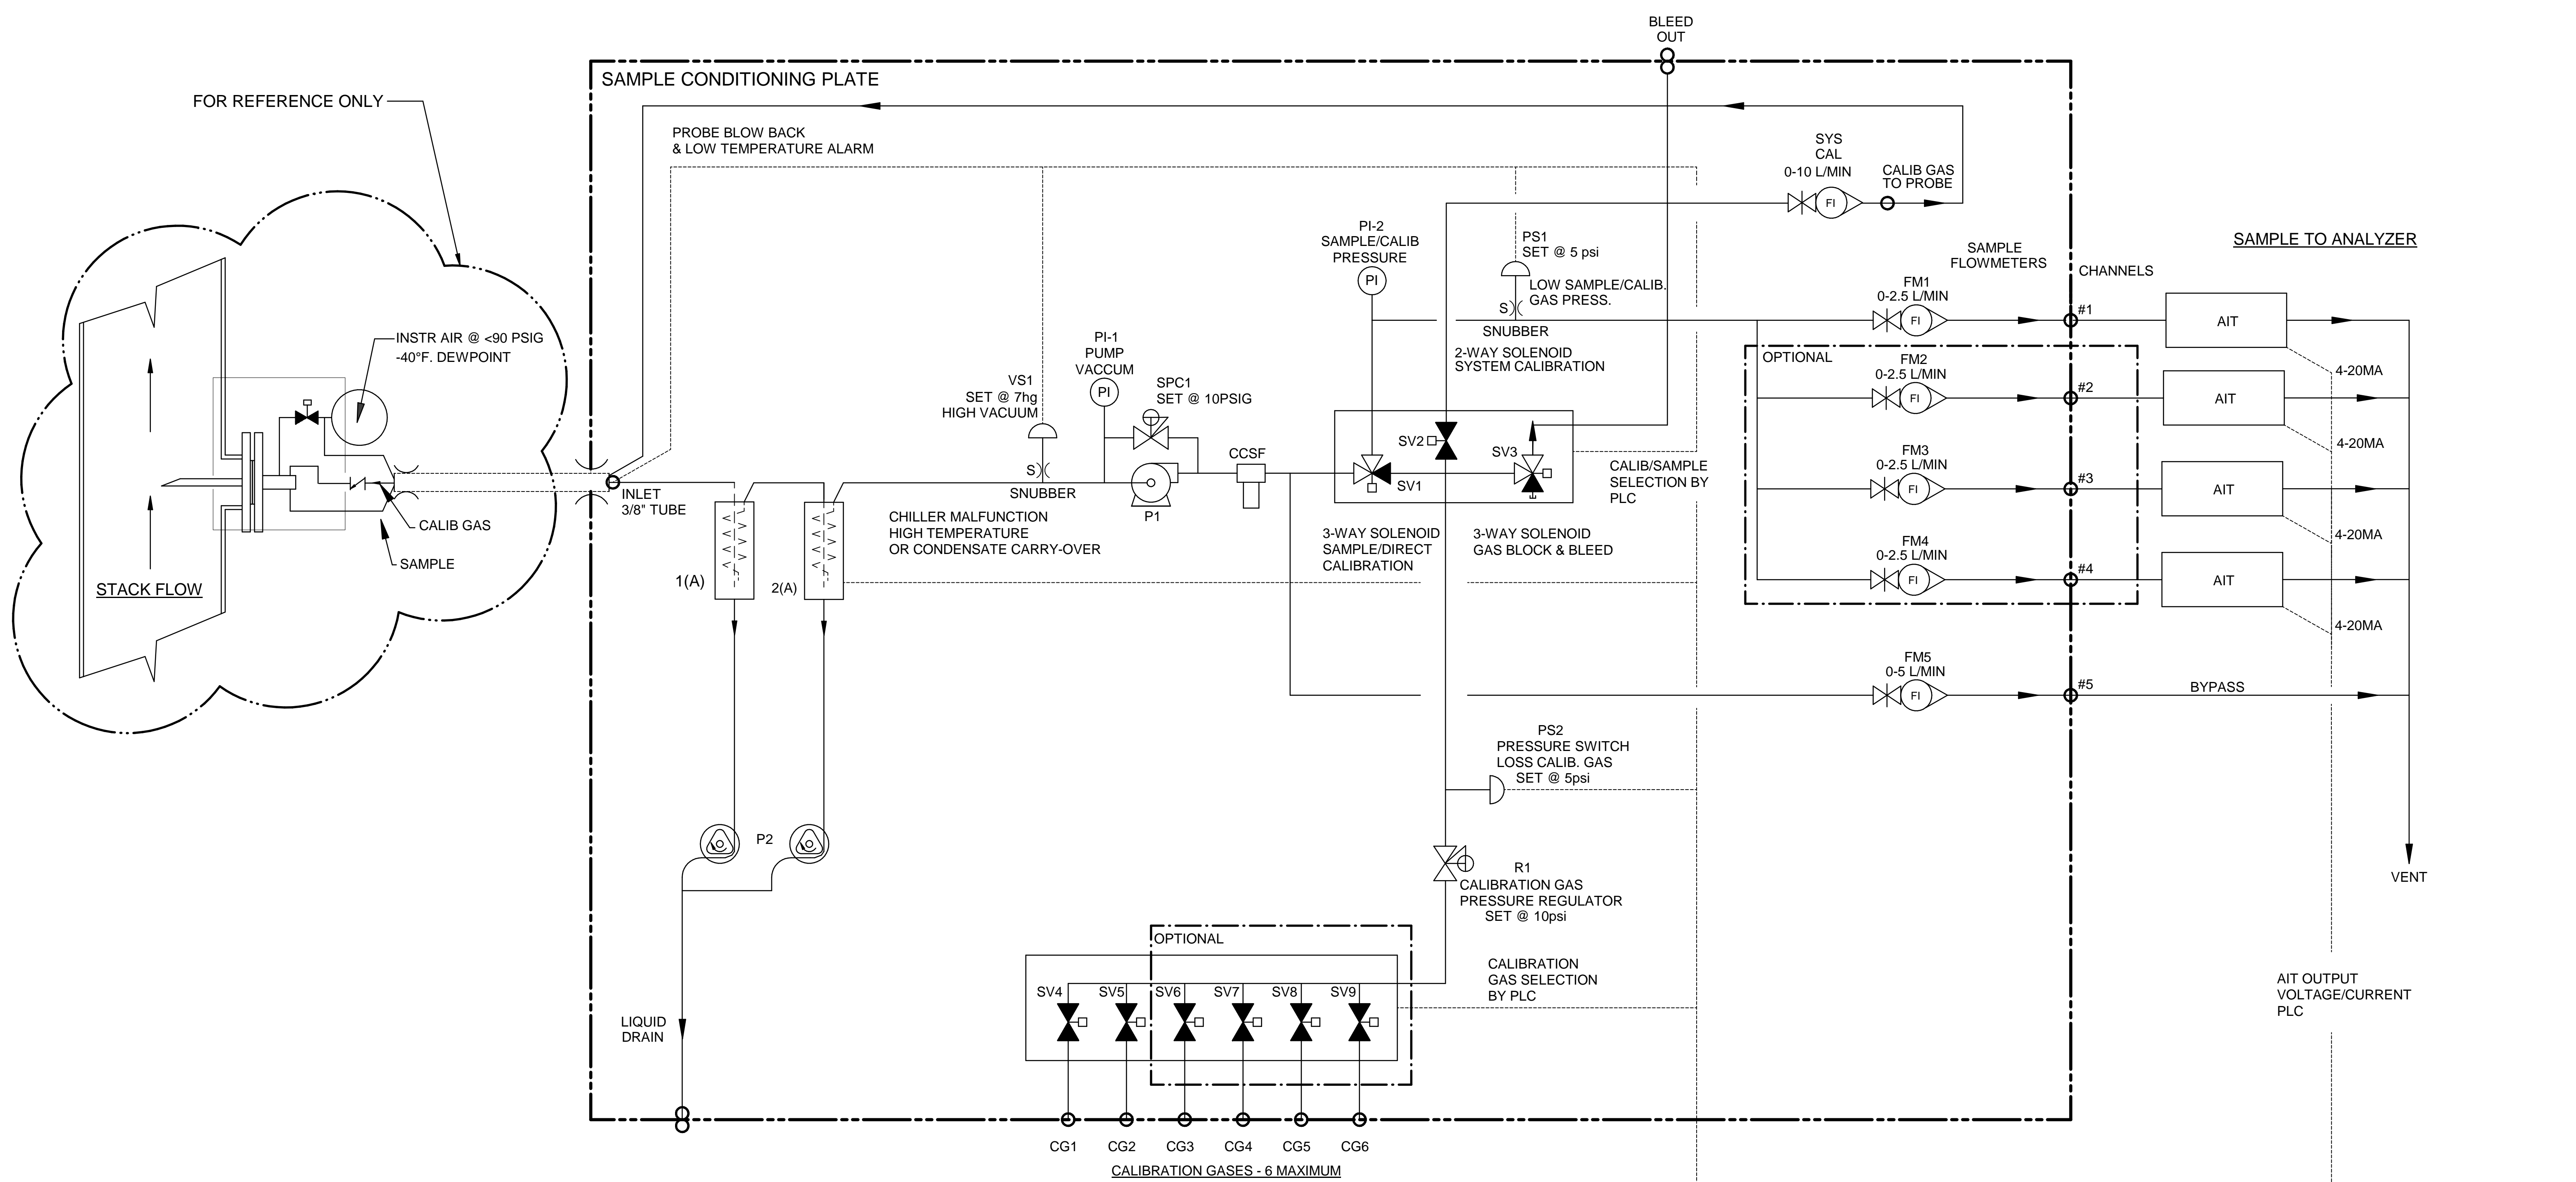 BLEED
OUT
SAMPLE CONDITIONING PLATE
FOR REFERENCE ONLY
PROBE BLOW BACK
& LOW TEMPERATURE ALARM
SYS
CAL
0-10 L/MIN
FI
CALIB GAS
TO PROBE
PI-2
SAMPLE/CALIB
PRESSURE
PI
PS1
SET @ 5 psi
LOW SAMPLE/CALIB.
GAS PRESS.
S
SNUBBER
SAMPLE
FLOWMETERS
CHANNELS
SAMPLE TO ANALYZER
FM1
0-2.5 L/MIN
FI
#1
AIT
4-20MA
OPTIONAL
FM2
0-2.5 L/MIN
FI
#2
AIT
4-20MA
FM3
0-2.5 L/MIN
FI
#3
AIT
4-20MA
FM4
0-2.5 L/MIN
FI
#4
AIT
4-20MA
FM5
0-5 L/MIN
FI
#5
BYPASS
INSTR AIR @ <90 PSIG
-40°F. DEWPOINT
CALIB GAS
SAMPLE
STACK FLOW
INLET
3/8" TUBE
VS1
SET @ 7hg
HIGH VACUUM
S
SNUBBER
PI-1
PUMP
VACCUM
PI
SPC1
SET @ 10PSIG
P1
CCSF
2-WAY SOLENOID
SYSTEM CALIBRATION
SV2
SV3
SV1
CALIB/SAMPLE
SELECTION BY
PLC
CHILLER MALFUNCTION
HIGH TEMPERATURE
OR CONDENSATE CARRY-OVER
3-WAY SOLENOID
SAMPLE/DIRECT
CALIBRATION
3-WAY SOLENOID
GAS BLOCK & BLEED
1(A)
2(A)
PS2
PRESSURE SWITCH
LOSS CALIB. GAS
SET @ 5psi
P2
R1
CALIBRATION GAS
PRESSURE REGULATOR
SET @ 10psi
VENT
OPTIONAL
CALIBRATION
GAS SELECTION
BY PLC
SV4
SV5
SV6
SV7
SV8
SV9
AIT OUTPUT
VOLTAGE/CURRENT
PLC
LIQUID
DRAIN
CG1
CG2
CG3
CG4
CG5
CG6
CALIBRATION GASES - 6 MAXIMUM